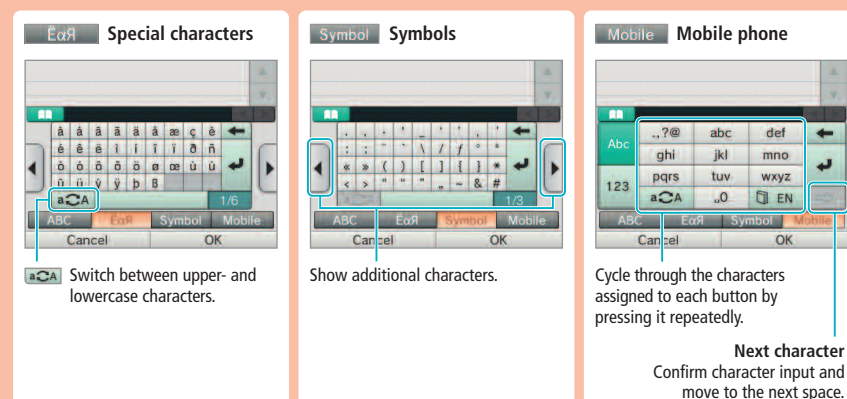 ËαЯ Special characters
à á â ã ä å æ ç è
é ê ë ì í î ï ð ñ
ò ó ô õ ö ø œ ù ú
û ü ý ÿ þ ß
a A 1/6
ABC ËαЯ Symbol Mobile
Cancel OK
a A Switch between upper- and
lowercase characters.
Symbol Symbols
« » ( ) [ ] { } *
< > & #
1/3
ABC ËαЯ Symbol Mobile
Cancel OK
Show additional characters.
Mobile Mobile phone
Abc
123
.,?@ abc def
ghi jkl mno
pqrs tuv wxyz
a A „0 EN
ABC ËαЯ Symbol Mobile
Cancel OK
Cycle through the characters
assigned to each button by
pressing it repeatedly.
Next character
Confirm character input and
move to the next space.